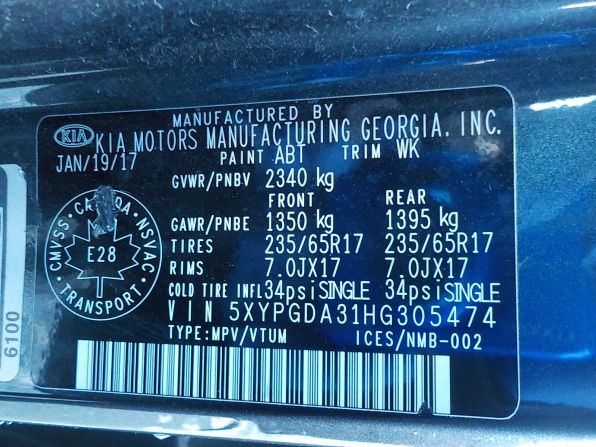 MANUFACTURED BY
KIA KIA MOTORS MANUFACTURING GEORGIA, INC.
JAN/19/17 PAINT ABT TRIM WK
GVWR/PNBV 2340 kg
FRONT REAR
GAWR/PNBE 1350 kg 1395 kg
TIRES 235/65R17 235/65R17
RIMS 7.0JX17 7.0JX17
COLD TIRE INFL 34psi SINGLE 34psi SINGLE
VIN 5XYPGDA31HG305474
TYPE:MPV/VTUM ICES/NMB-002
CMVSS NSVAC
E28
TRANSPORT
6100